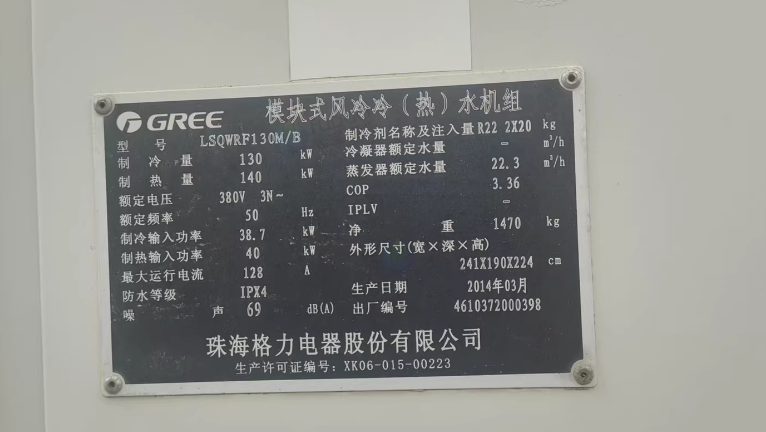 GREE 模块式风冷冷（热）水机组
型 号 LSQWRF130M/B
制 冷 量 130 kW
制 热 量 140 kW
额定电压 380V 3N~
额定频率 50 Hz
制冷输入功率 38.7 kW
制热输入功率 40 kW
最大运行电流 128 A
防水等级 IPX4
噪 声 69 dB(A)
制冷剂名称及注入量 R22 2X20 kg
冷凝器额定水量 - m³/h
蒸发器额定水量 22.3 m³/h
COP 3.36
IPLV -
净 重 1470 kg
外形尺寸(宽×深×高)
241X190X224 cm
生产日期 2014年03月
出厂编号 4610372000398
珠海格力电器股份有限公司
生产许可证编号: XK06-015-00223